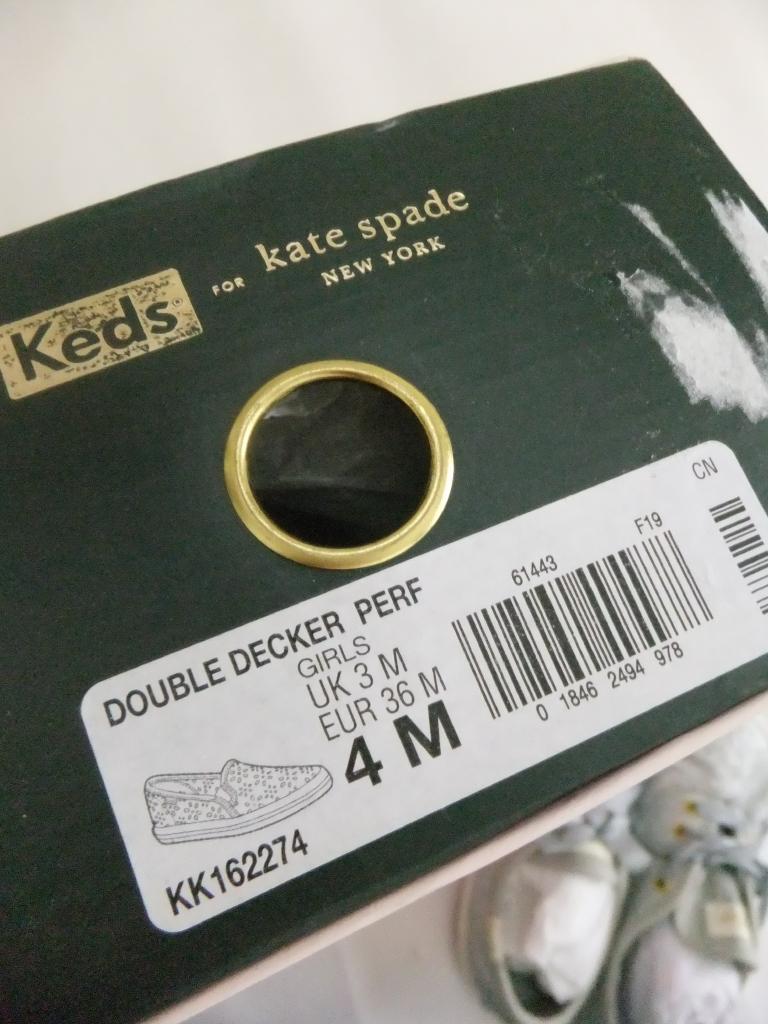 Keds®
FOR
kate spade
NEW YORK
CN
F19
61443
DOUBLE DECKER PERF
GIRLS
UK 3 M
EUR 36 M
4 M
0 1846 2494 978
KK162274